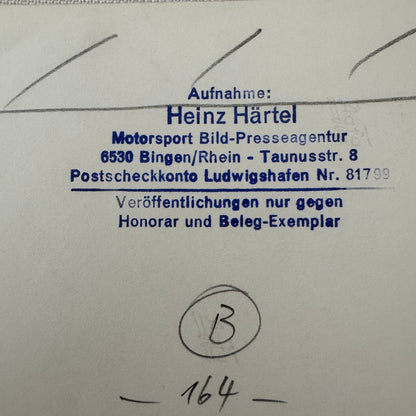 Aufnahme:
Heinz Härtel
Motorsport Bild-Presseagentur
6530 Bingen/Rhein - Taunusstr. 8
Postscheckkonto Ludwigshafen Nr. 81799
Veröffentlichungen nur gegen
Honorar und Beleg-Exemplar
B
- 164 -